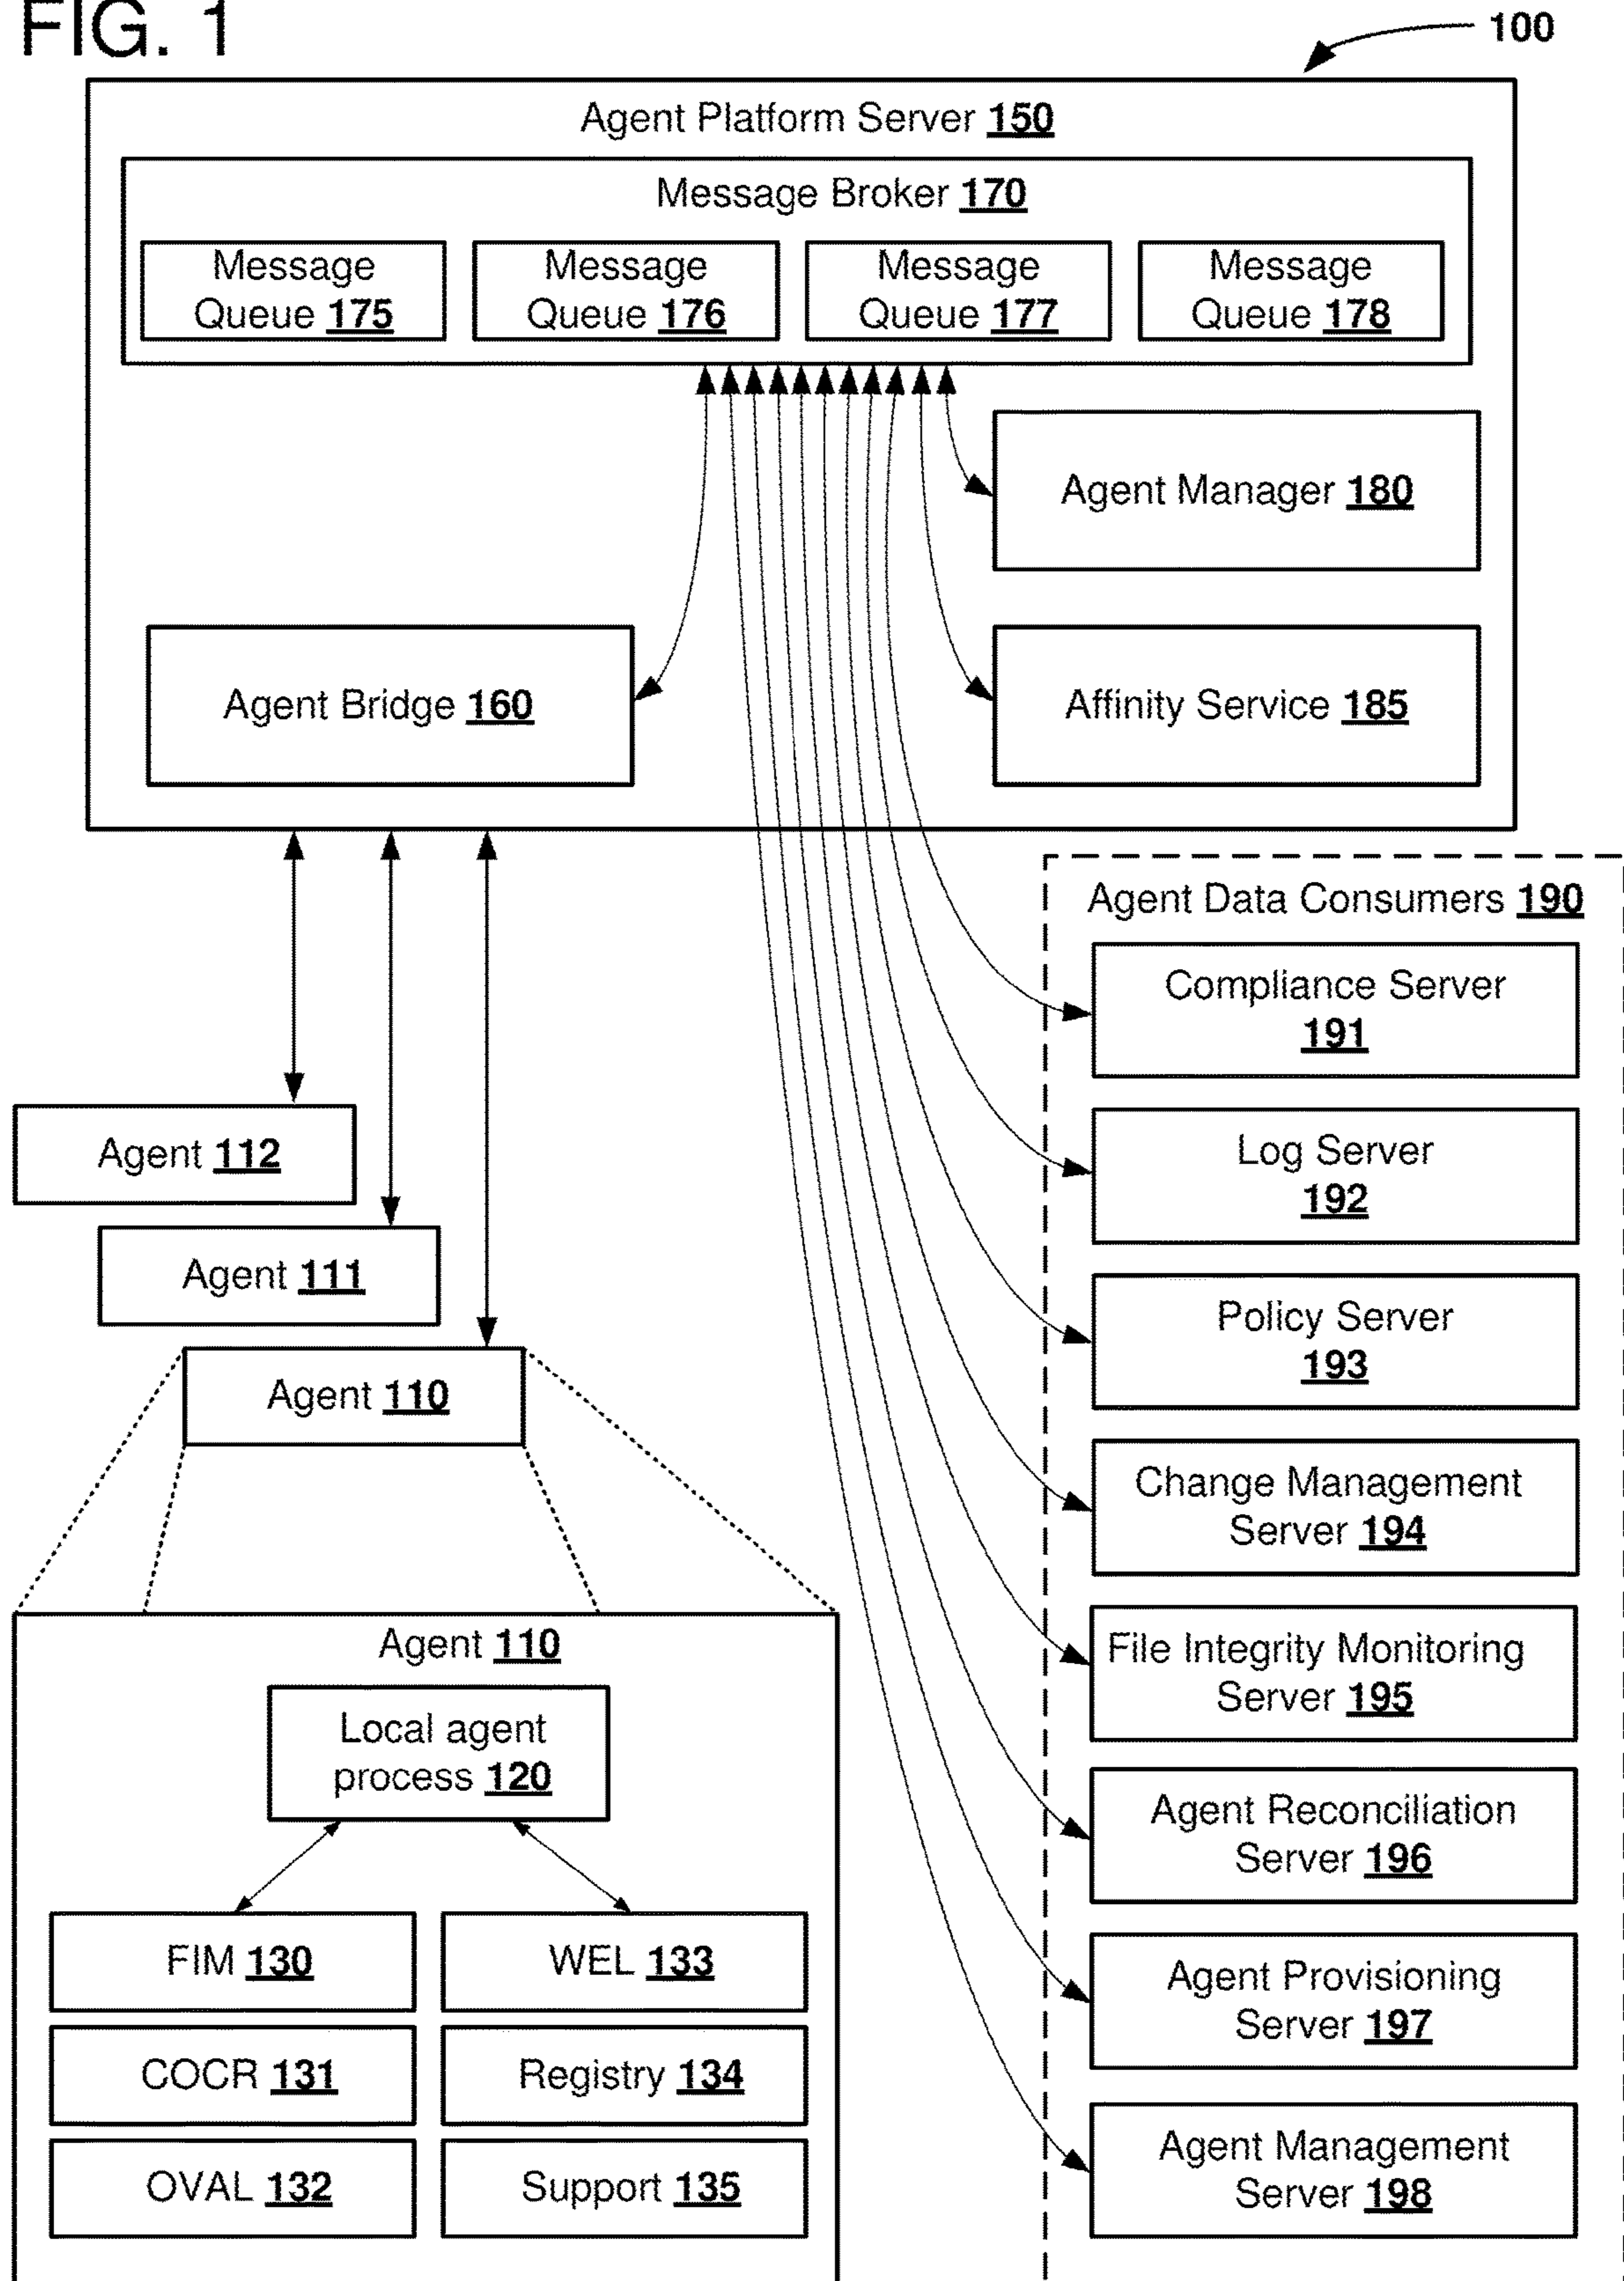 FIG. 1
100
Agent Platform Server 150
Message Broker 170
Message
Queue 175
Message
Queue 176
Message
Queue 177
Message
Queue 178
Agent Manager 180
Agent Bridge 160
Affinity Service 185
Agent Data Consumers 190
Compliance Server
191
Log Server
192
Policy Server
193
Change Management
Server 194
File Integrity Monitoring
Server 195
Agent Reconciliation
Server 196
Agent Provisioning
Server 197
Agent Management
Server 198
Agent 112
Agent 111
Agent 110
Agent 110
Local agent
process 120
FIM 130
WEL 133
COCR 131
Registry 134
OVAL 132
Support 135